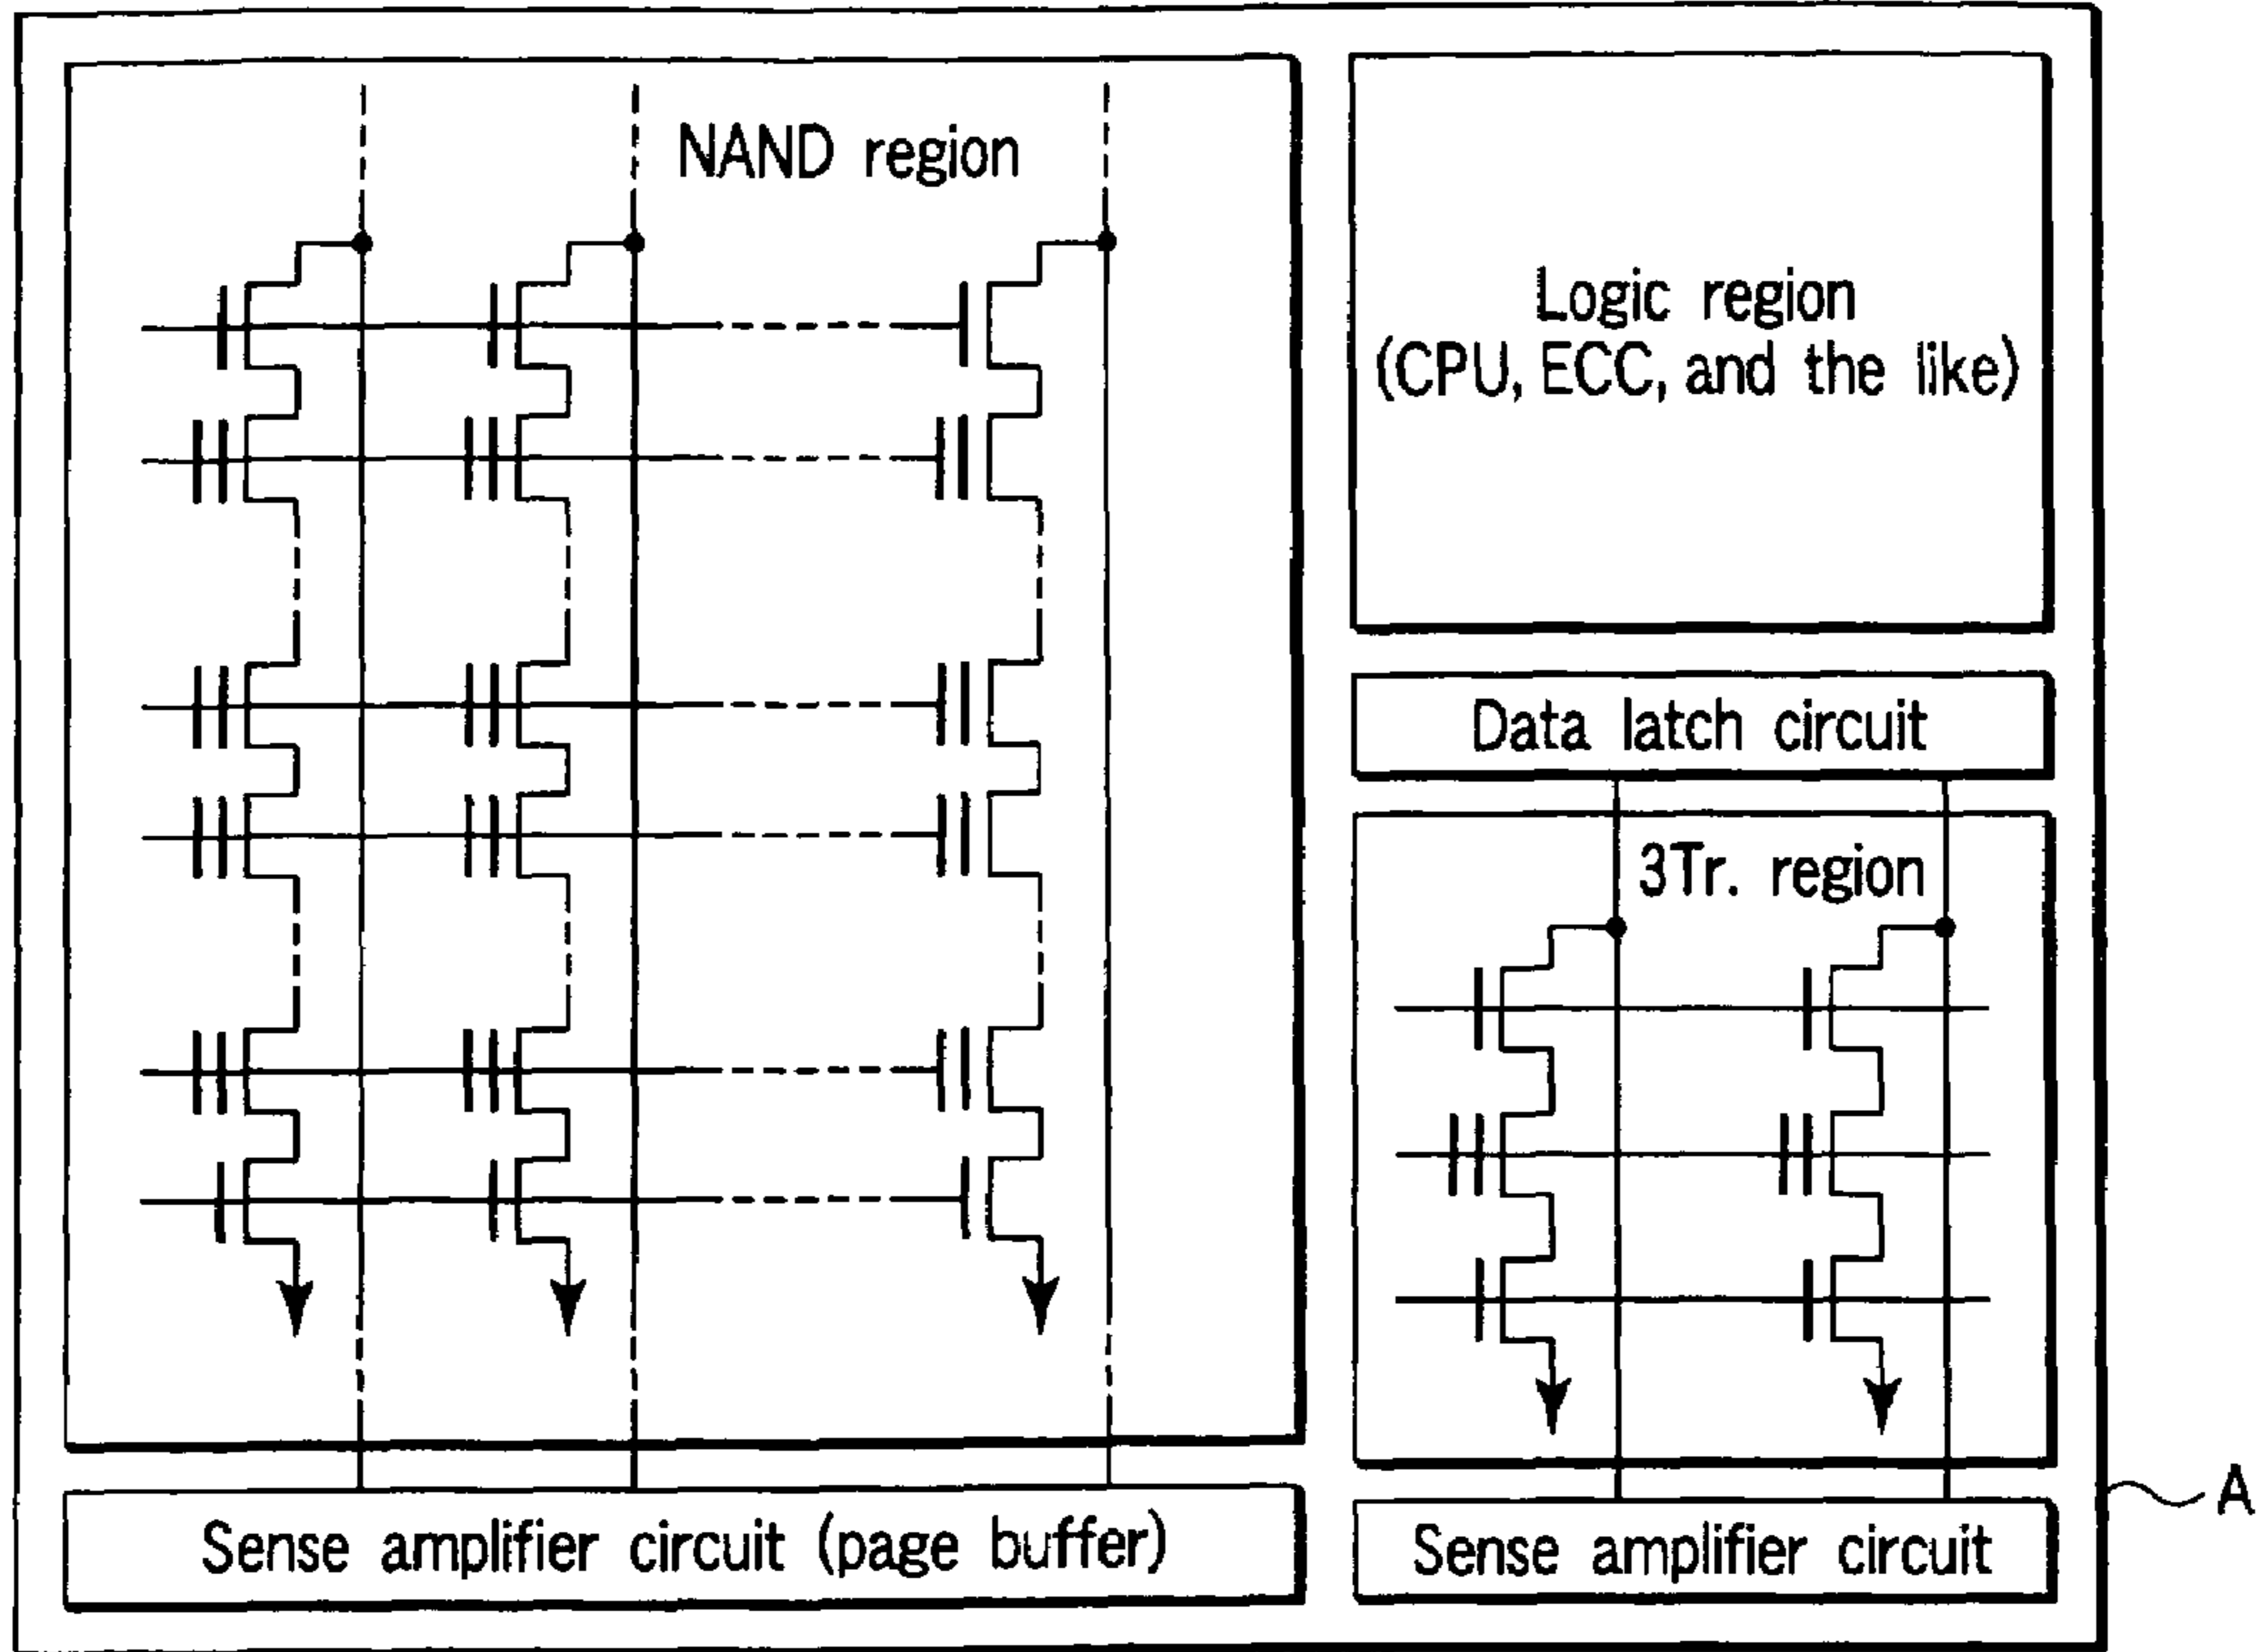 NAND region
Logic region
(CPU, ECC, and the like)
Data latch circuit
3Tr. region
Sense amplifier circuit (page buffer)
Sense amplifier circuit
A